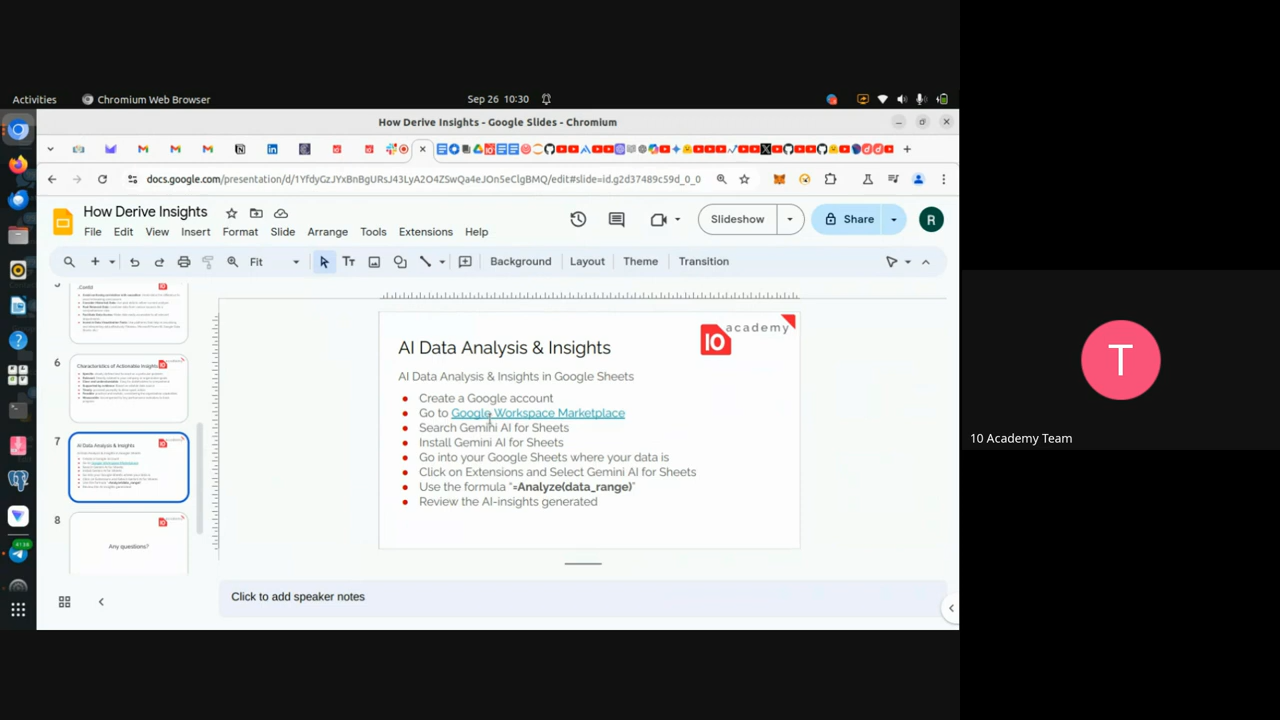 Activities
Chromium Web Browser
Sep 26 10:30
How Derive Insights - Google Slides - Chromium
docs.google.com/presentation/d/1YfdyGzJYxBnBgURsJ43LyA2O4ZSwQa4eJOn5eClgBMQ/edit#slide=id.g2d37489c59d_0_0
How Derive Insights
File Edit View Insert Format Slide Arrange Tools Extensions Help
Slideshow
Share
R
Fit
Background
Layout
Theme
Transition
6
Characteristics of Actionable Insights
7
AI Data Analysis & Insights
8
Any questions?
10 academy
AI Data Analysis & Insights
AI Data Analysis & Insights in Google Sheets
Create a Google account
Go to Google Workspace Marketplace
Search Gemini AI for Sheets
Install Gemini AI for Sheets
Go into your Google Sheets where your data is
Click on Extensions and Select Gemini AI for Sheets
Use the formula "=Analyze(data_range)"
Review the AI-insights generated
Click to add speaker notes
T
10 Academy Team